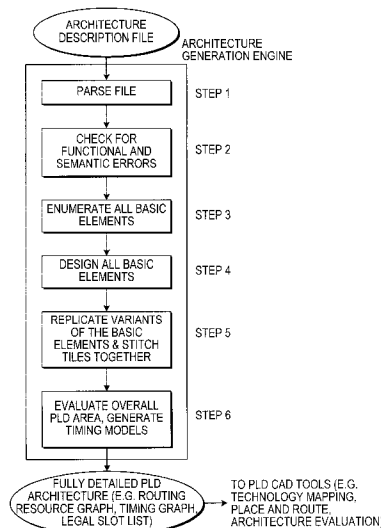 ARCHITECTURE
DESCRIPTION FILE
ARCHITECTURE
GENERATION ENGINE
PARSE FILE
STEP 1
CHECK FOR
FUNCTIONAL AND
SEMANTIC ERRORS
STEP 2
ENUMERATE ALL BASIC
ELEMENTS
STEP 3
DESIGN ALL BASIC
ELEMENTS
STEP 4
REPLICATE VARIANTS
OF THE BASIC
ELEMENTS & STITCH
TILES TOGETHER
STEP 5
EVALUATE OVERALL
PLD AREA, GENERATE
TIMING MODELS
STEP 6
FULLY DETAILED PLD
ARCHITECTURE (E.G. ROUTING
RESOURCE GRAPH, TIMING GRAPH,
LEGAL SLOT LIST)
TO PLD CAD TOOLS (E.G.
TECHNOLOGY MAPPING,
PLACE AND ROUTE,
ARCHITECTURE EVALUATION)